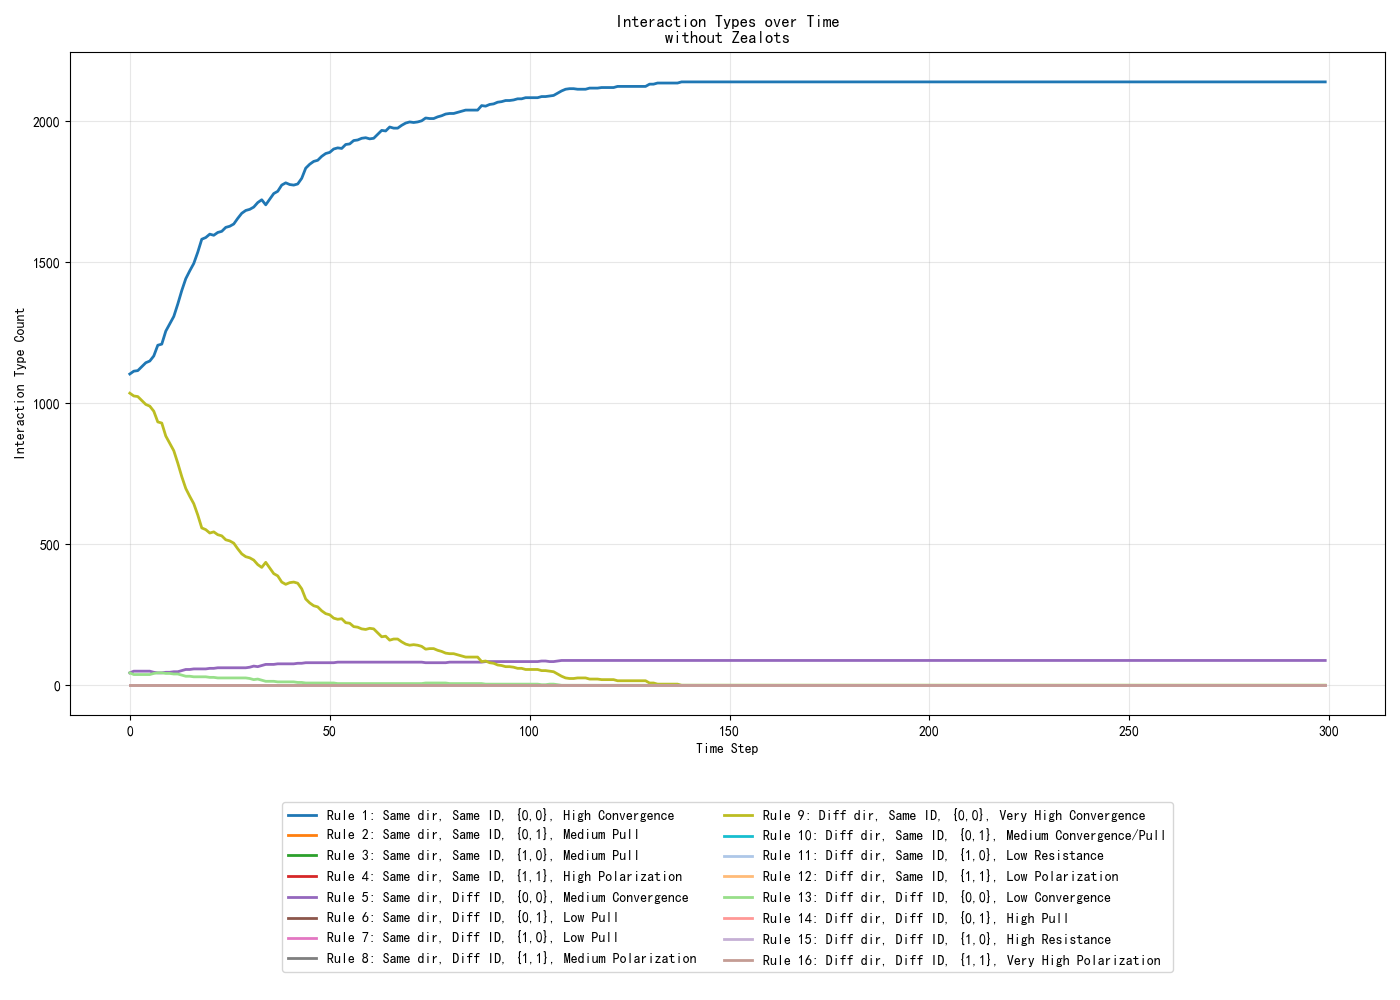 Interaction Types over Time
without Zealots
Interaction Type Count
2000
1500
1000
500
0
0 50 100 150 200 250 300
Time Step
Rule 1: Same dir, Same ID, {0,0}, High Convergence
Rule 2: Same dir, Same ID, {0,1}, Medium Pull
Rule 3: Same dir, Same ID, {1,0}, Medium Pull
Rule 4: Same dir, Same ID, {1,1}, High Polarization
Rule 5: Same dir, Diff ID, {0,0}, Medium Convergence
Rule 6: Same dir, Diff ID, {0,1}, Low Pull
Rule 7: Same dir, Diff ID, {1,0}, Low Pull
Rule 8: Same dir, Diff ID, {1,1}, Medium Polarization
Rule 9: Diff dir, Same ID, {0,0}, Very High Convergence
Rule 10: Diff dir, Same ID, {0,1}, Medium Convergence/Pull
Rule 11: Diff dir, Same ID, {1,0}, Low Resistance
Rule 12: Diff dir, Same ID, {1,1}, Low Polarization
Rule 13: Diff dir, Diff ID, {0,0}, Low Convergence
Rule 14: Diff dir, Diff ID, {0,1}, High Pull
Rule 15: Diff dir, Diff ID, {1,0}, High Resistance
Rule 16: Diff dir, Diff ID, {1,1}, Very High Polarization